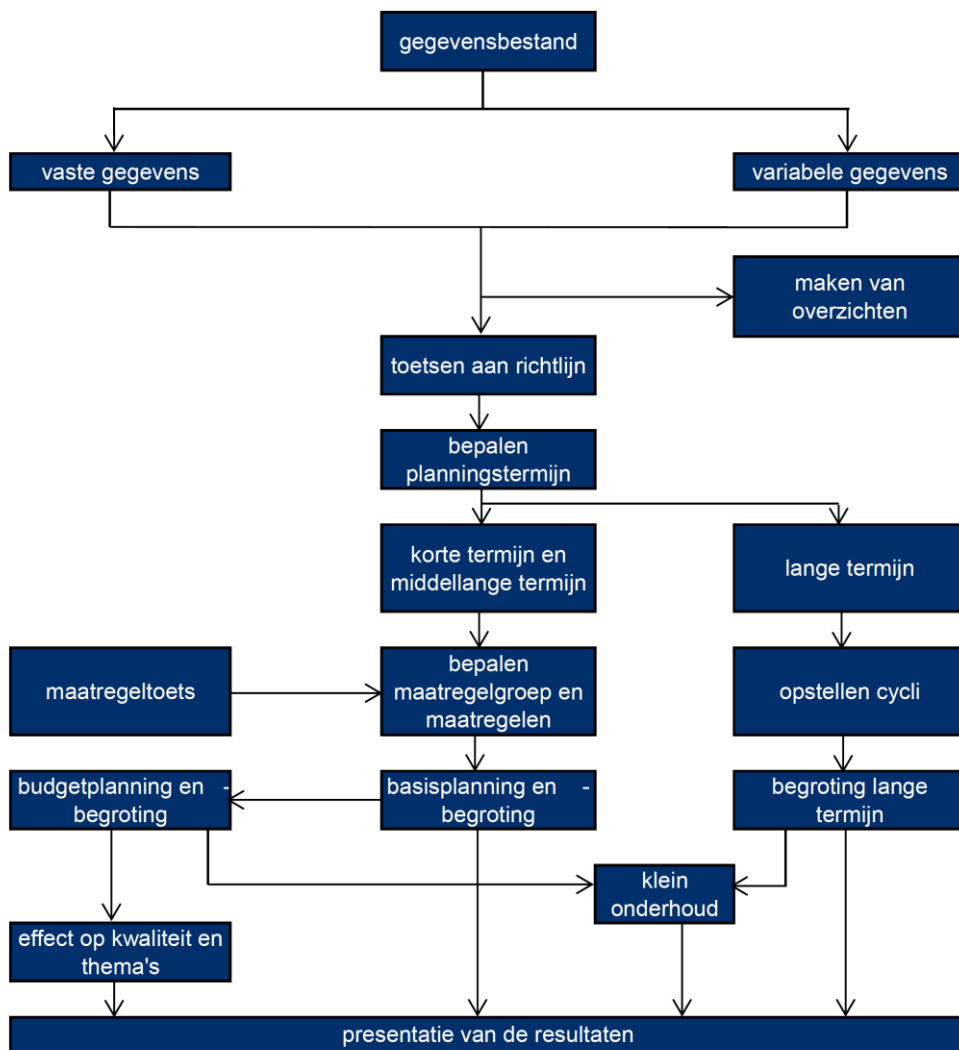 gegevensbestand
vaste gegevens
variabele gegevens
maken van
overzichten
toetsen aan richtlijn
bepalen
planningstermijn
korte termijn en
middellange termijn
lange termijn
maatregeltoets
bepalen
maatregelgroep en
maatregelen
opstellen cycli
budgetplanning en -
begroting
basisplanning en -
begroting
begroting lange
termijn
klein
onderhoud
effect op kwaliteit en
thema's
presentatie van de resultaten